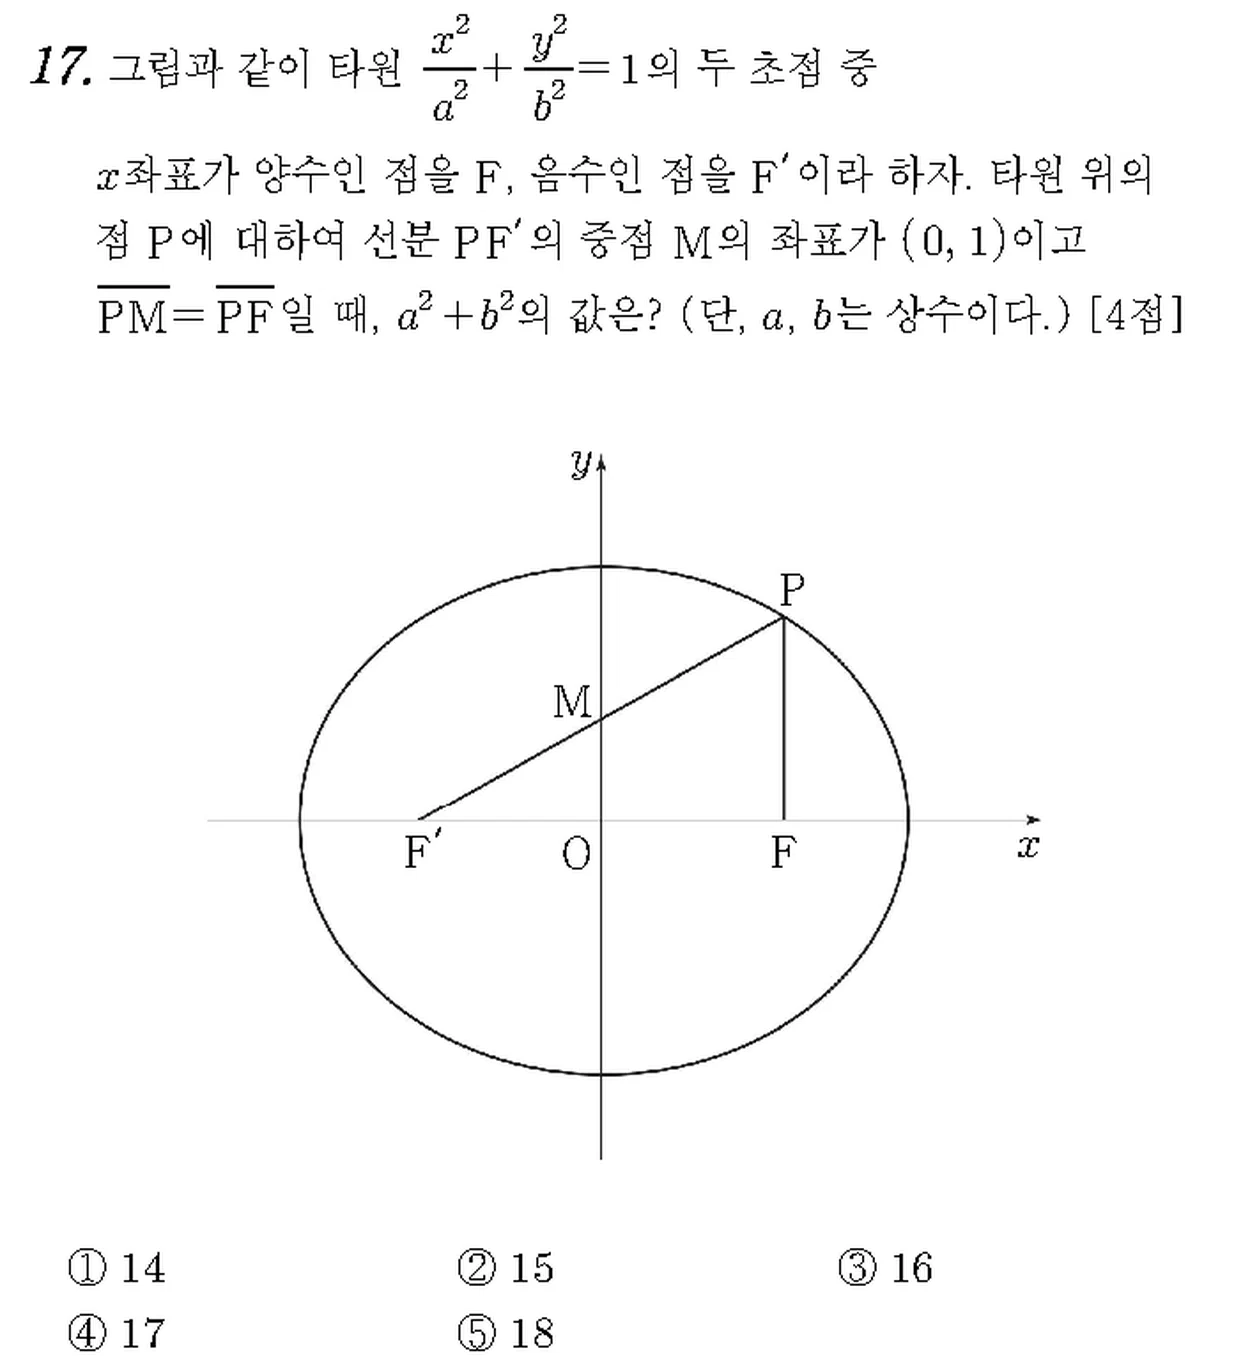 17. 그림과 같이 타원 x²/a² + y²/b² = 1의 두 초점 중
x좌표가 양수인 점을 F, 음수인 점을 F′이라 하자. 타원 위의
점 P에 대하여 선분 PF′의 중점 M의 좌표가 (0, 1)이고
P̅M̅=P̅F̅일 때, a²+b²의 값은? (단, a, b는 상수이다.) [4점]
y
P
M
F′
O
F
x
① 14
② 15
③ 16
④ 17
⑤ 18